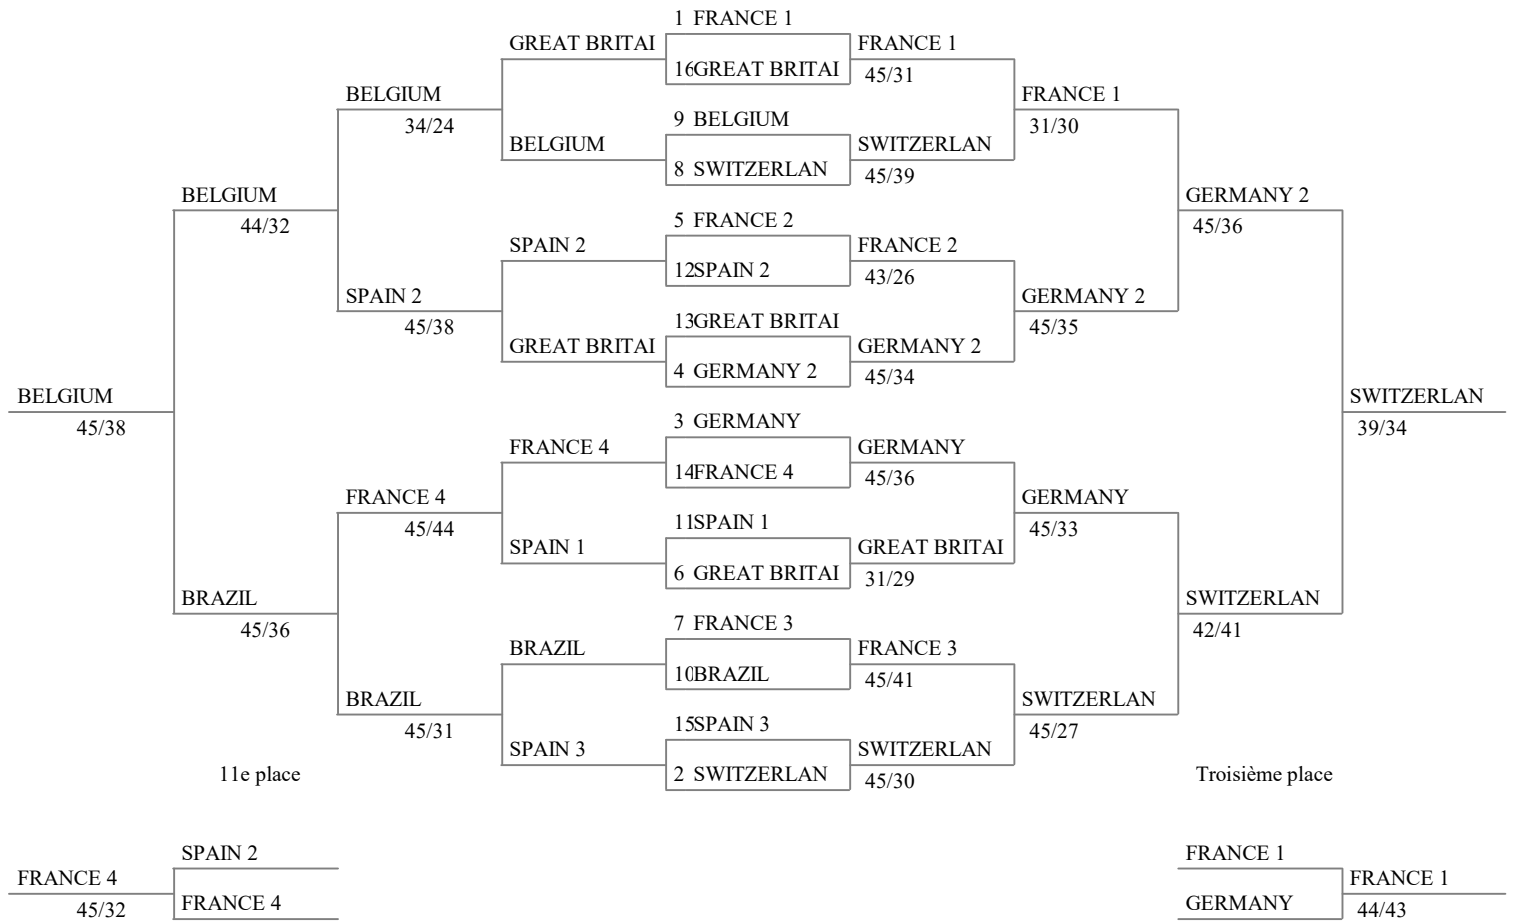 1 FRANCE 1
GREAT BRITAI FRANCE 1
16GREAT BRITAI 45/31
BELGIUM FRANCE 1
34/24 9 BELGIUM 31/30
BELGIUM SWITZERLAN
8 SWITZERLAN 45/39
BELGIUM GERMANY 2
44/32 5 FRANCE 2 45/36
SPAIN 2 FRANCE 2
12SPAIN 2 43/26
SPAIN 2 GERMANY 2
45/38 13GREAT BRITAI 45/35
GREAT BRITAI GERMANY 2
4 GERMANY 2 45/34
BELGIUM SWITZERLAN
45/38 3 GERMANY 39/34
FRANCE 4 GERMANY
14FRANCE 4 45/36
FRANCE 4 GERMANY
45/44 11SPAIN 1 45/33
SPAIN 1 GREAT BRITAI
6 GREAT BRITAI 31/29
BRAZIL SWITZERLAN
45/36 7 FRANCE 3 42/41
BRAZIL FRANCE 3
10BRAZIL 45/41
BRAZIL SWITZERLAN
45/31 15SPAIN 3 45/27
SPAIN 3 SWITZERLAN
11e place 2 SWITZERLAN 45/30 Troisième place
SPAIN 2 FRANCE 1
FRANCE 4 FRANCE 1
45/32 FRANCE 4 GERMANY 44/43